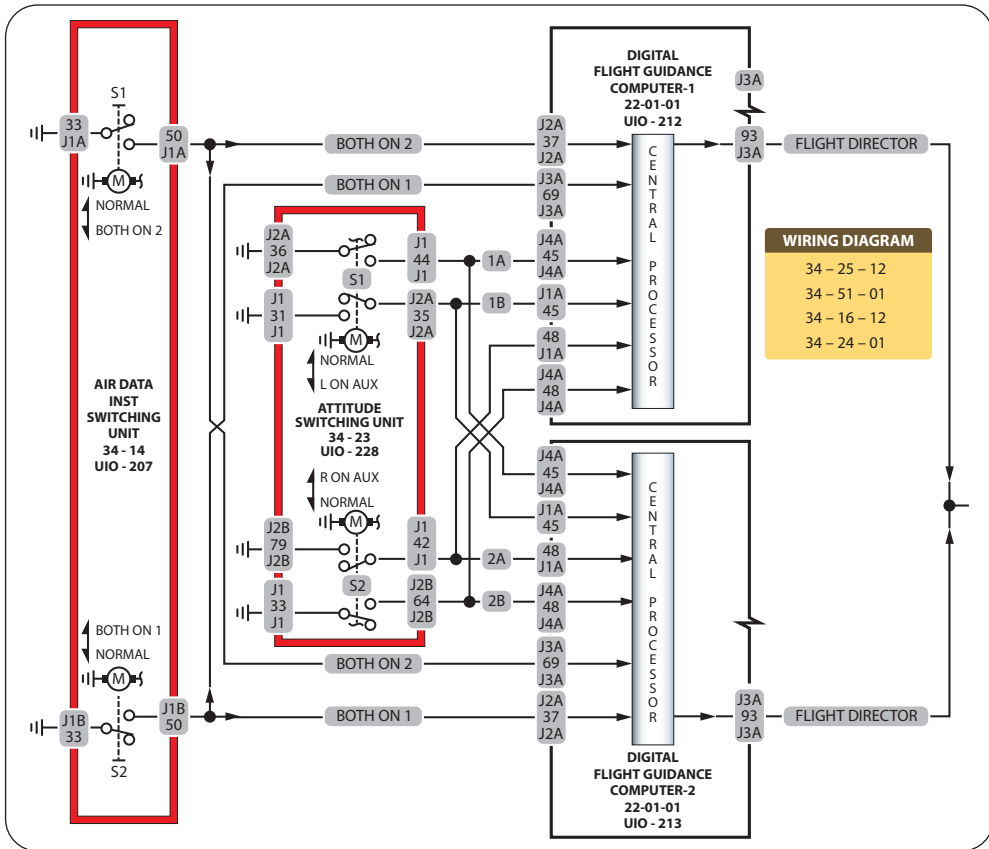 S1
33
J1A
50
J1A
M
NORMAL
BOTH ON 2
AIR DATA
INST
SWITCHING
UNIT
34 - 14
UIO - 207
BOTH ON 1
NORMAL
M
J1B
33
J1B
50
S2
BOTH ON 2
BOTH ON 1
J2A
36
J2A
J1
44
J1
S1
J1
31
J1
J2A
35
J2A
M
NORMAL
L ON AUX
ATTITUDE
SWITCHING UNIT
34 - 23
UIO - 228
R ON AUX
NORMAL
M
J2B
79
J2B
J1
42
J1
S2
J1
33
J1
J2B
64
J2B
1A
1B
2A
2B
BOTH ON 2
BOTH ON 1
DIGITAL
FLIGHT GUIDANCE
COMPUTER-1
22-01-01
UIO - 212
J3A
J2A
37
J2A
J3A
69
J3A
J4A
45
J4A
J1A
45
48
J1A
J4A
48
J4A
CENTRAL PROCESSOR
93
J3A
FLIGHT DIRECTOR
WIRING DIAGRAM
34 – 25 – 12
34 – 51 – 01
34 – 16 – 12
34 – 24 – 01
J4A
45
J4A
J1A
45
48
J1A
J4A
48
J4A
J3A
69
J3A
J2A
37
J2A
CENTRAL PROCESSOR
J3A
93
J3A
FLIGHT DIRECTOR
DIGITAL
FLIGHT GUIDANCE
COMPUTER-2
22-01-01
UIO - 213